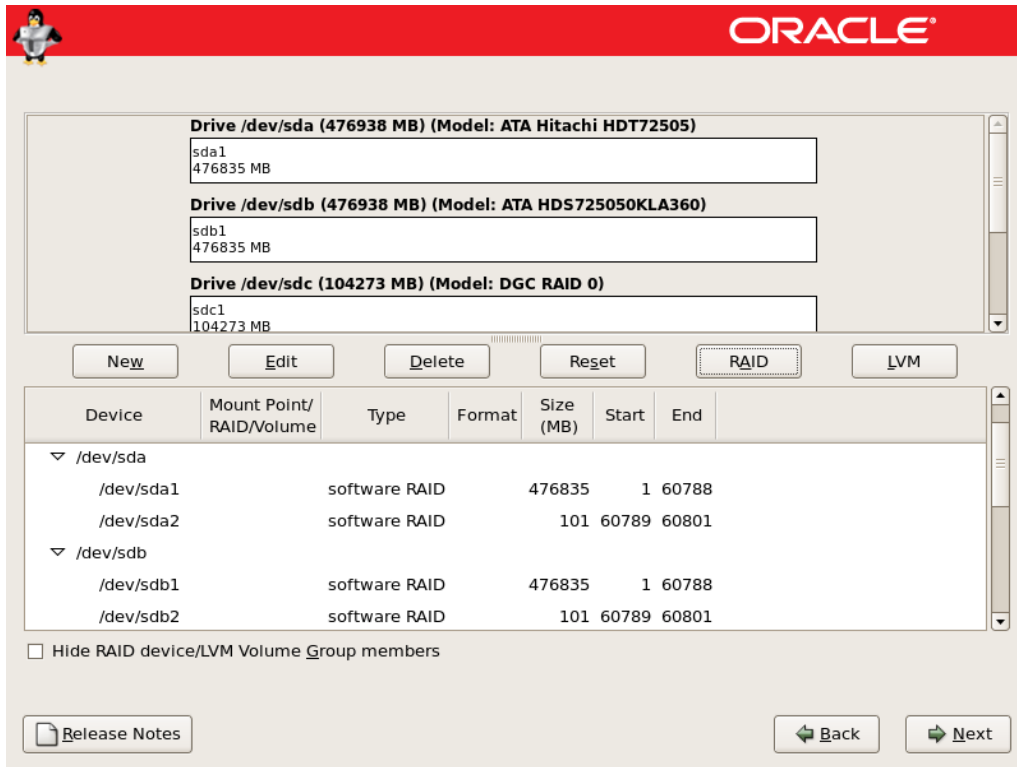 ORACLE®
Drive /dev/sda (476938 MB) (Model: ATA Hitachi HDT72505)
sda1
476835 MB
Drive /dev/sdb (476938 MB) (Model: ATA HDS725050KLA360)
sdb1
476835 MB
Drive /dev/sdc (104273 MB) (Model: DGC RAID 0)
sdc1
104273 MB
New Edit Delete Reset RAID LVM
Device Mount Point/ RAID/Volume Type Format Size (MB) Start End
/dev/sda
/dev/sda1 software RAID 476835 1 60788
/dev/sda2 software RAID 101 60789 60801
/dev/sdb
/dev/sdb1 software RAID 476835 1 60788
/dev/sdb2 software RAID 101 60789 60801
Hide RAID device/LVM Volume Group members
Release Notes Back Next